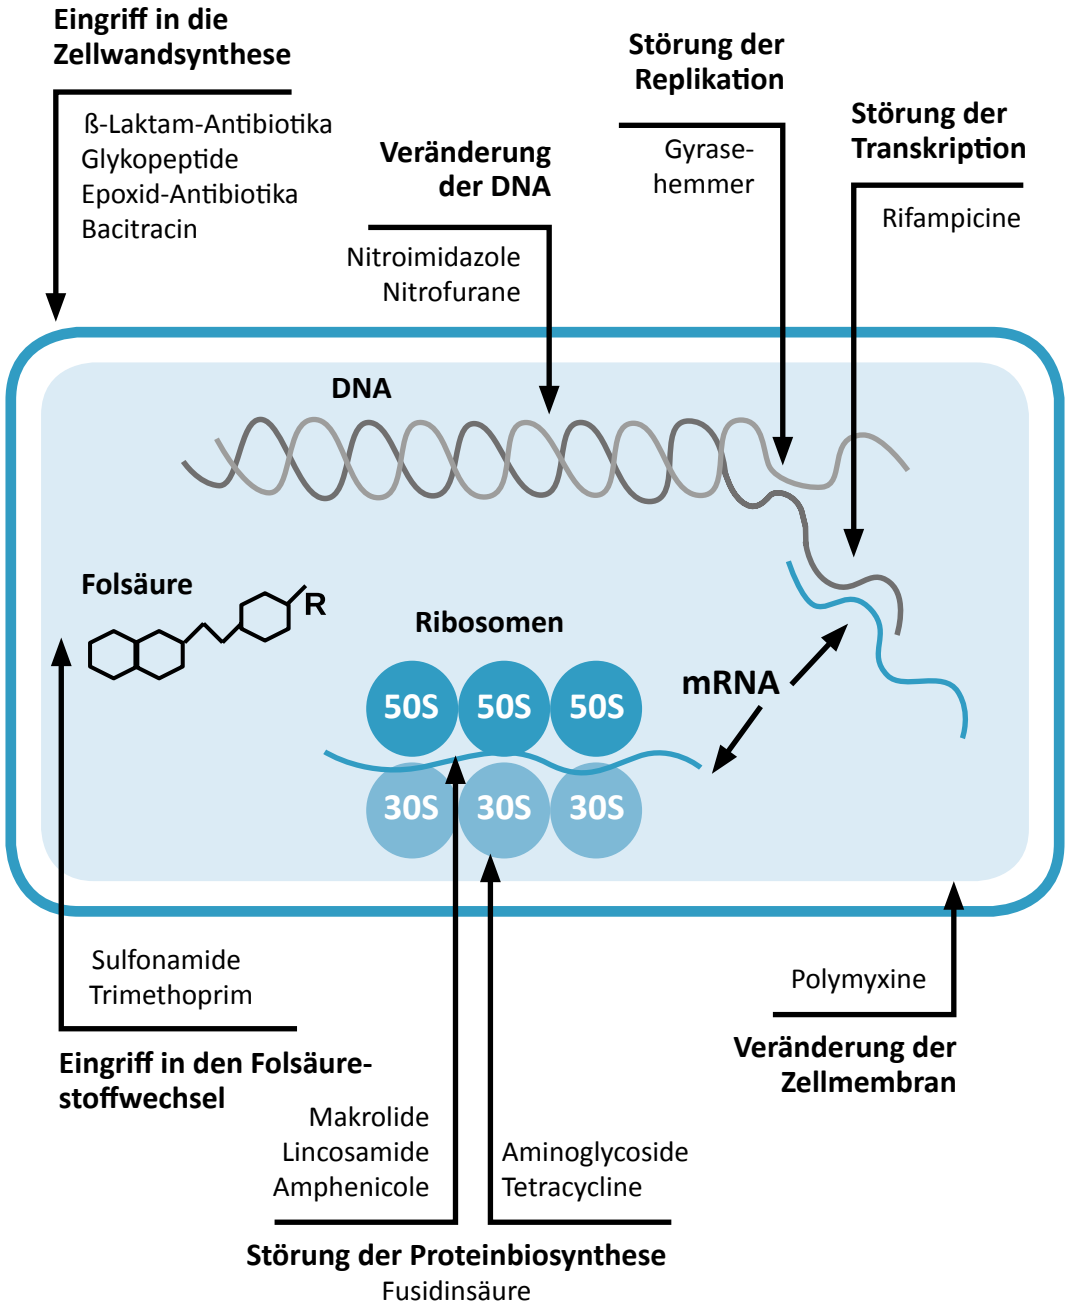 Eingriff in die
Zellwandsynthese
ß-Laktam-Antibiotika
Glykopeptide
Epoxid-Antibiotika
Bacitracin
Veränderung
der DNA
Nitroimidazole
Nitrofurane
Störung der
Replikation
Gyrase-
hemmer
Störung der
Transkription
Rifampicine
DNA
Folsäure
R
Ribosomen
50S 50S 50S
30S 30S 30S
mRNA
Sulfonamide
Trimethoprim
Eingriff in den Folsäure-
stoffwechsel
Makrolide
Lincosamide
Amphenicole
Aminoglycoside
Tetracycline
Störung der Proteinbiosynthese
Fusidinsäure
Polymyxine
Veränderung der
Zellmembran